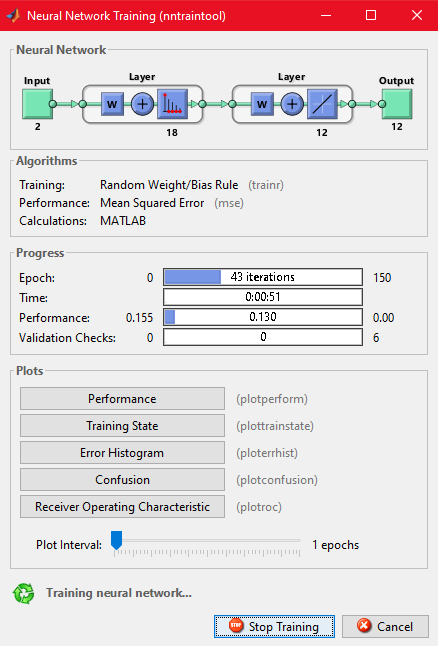 Neural Network Training (nntraintool)
Neural Network
Input Layer Layer Output
W + W +
2 18 12 12
Algorithms
Training: Random Weight/Bias Rule (trainr)
Performance: Mean Squared Error (mse)
Calculations: MATLAB
Progress
Epoch: 0 43 iterations 150
Time: 0:00:51
Performance: 0.155 0.130 0.00
Validation Checks: 0 0 6
Plots
Performance (plotperform)
Training State (plottrainstate)
Error Histogram (ploterrhist)
Confusion (plotconfusion)
Receiver Operating Characteristic (plotroc)
Plot Interval: 1 epochs
Training neural network...
STOP Stop Training Cancel